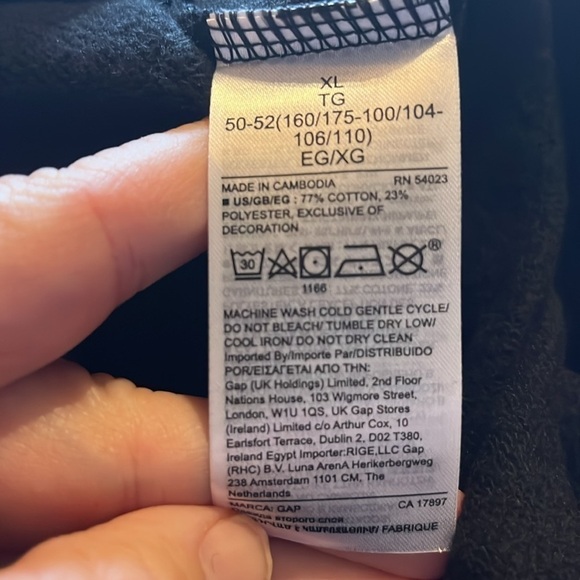 XL
TG
50-52(160/175-100/104-
106/110)
EG/XG
MADE IN CAMBODIA RN 54023
■ US/GB/EG : 77% COTTON, 23%
POLYESTER, EXCLUSIVE OF
DECORATION
30 ®
1166
MACHINE WASH COLD GENTLE CYCLE/
DO NOT BLEACH/ TUMBLE DRY LOW/
COOL IRON/ DO NOT DRY CLEAN
Imported By/Importe Par/DISTRIBUIDO
POR/ΕΙΣΑΓΕΤΑΙ ΑΠΟ ΤΗΝ:
Gap (UK Holdings) Limited, 2nd Floor
Nations House, 103 Wigmore Street,
London, W1U 1QS, UK Gap Stores
(Ireland) Limited c/o Arthur Cox, 10
Earlsfort Terrace, Dublin 2, D02 T380,
Ireland Egypt Importer:RIGE,LLC Gap
(RHC) B.V. Luna ArenA Herikerbergweg
238 Amsterdam 1101 CM, The
Netherlands
MARCA: GAP CA 17897
второго слоя
FABRIQUE